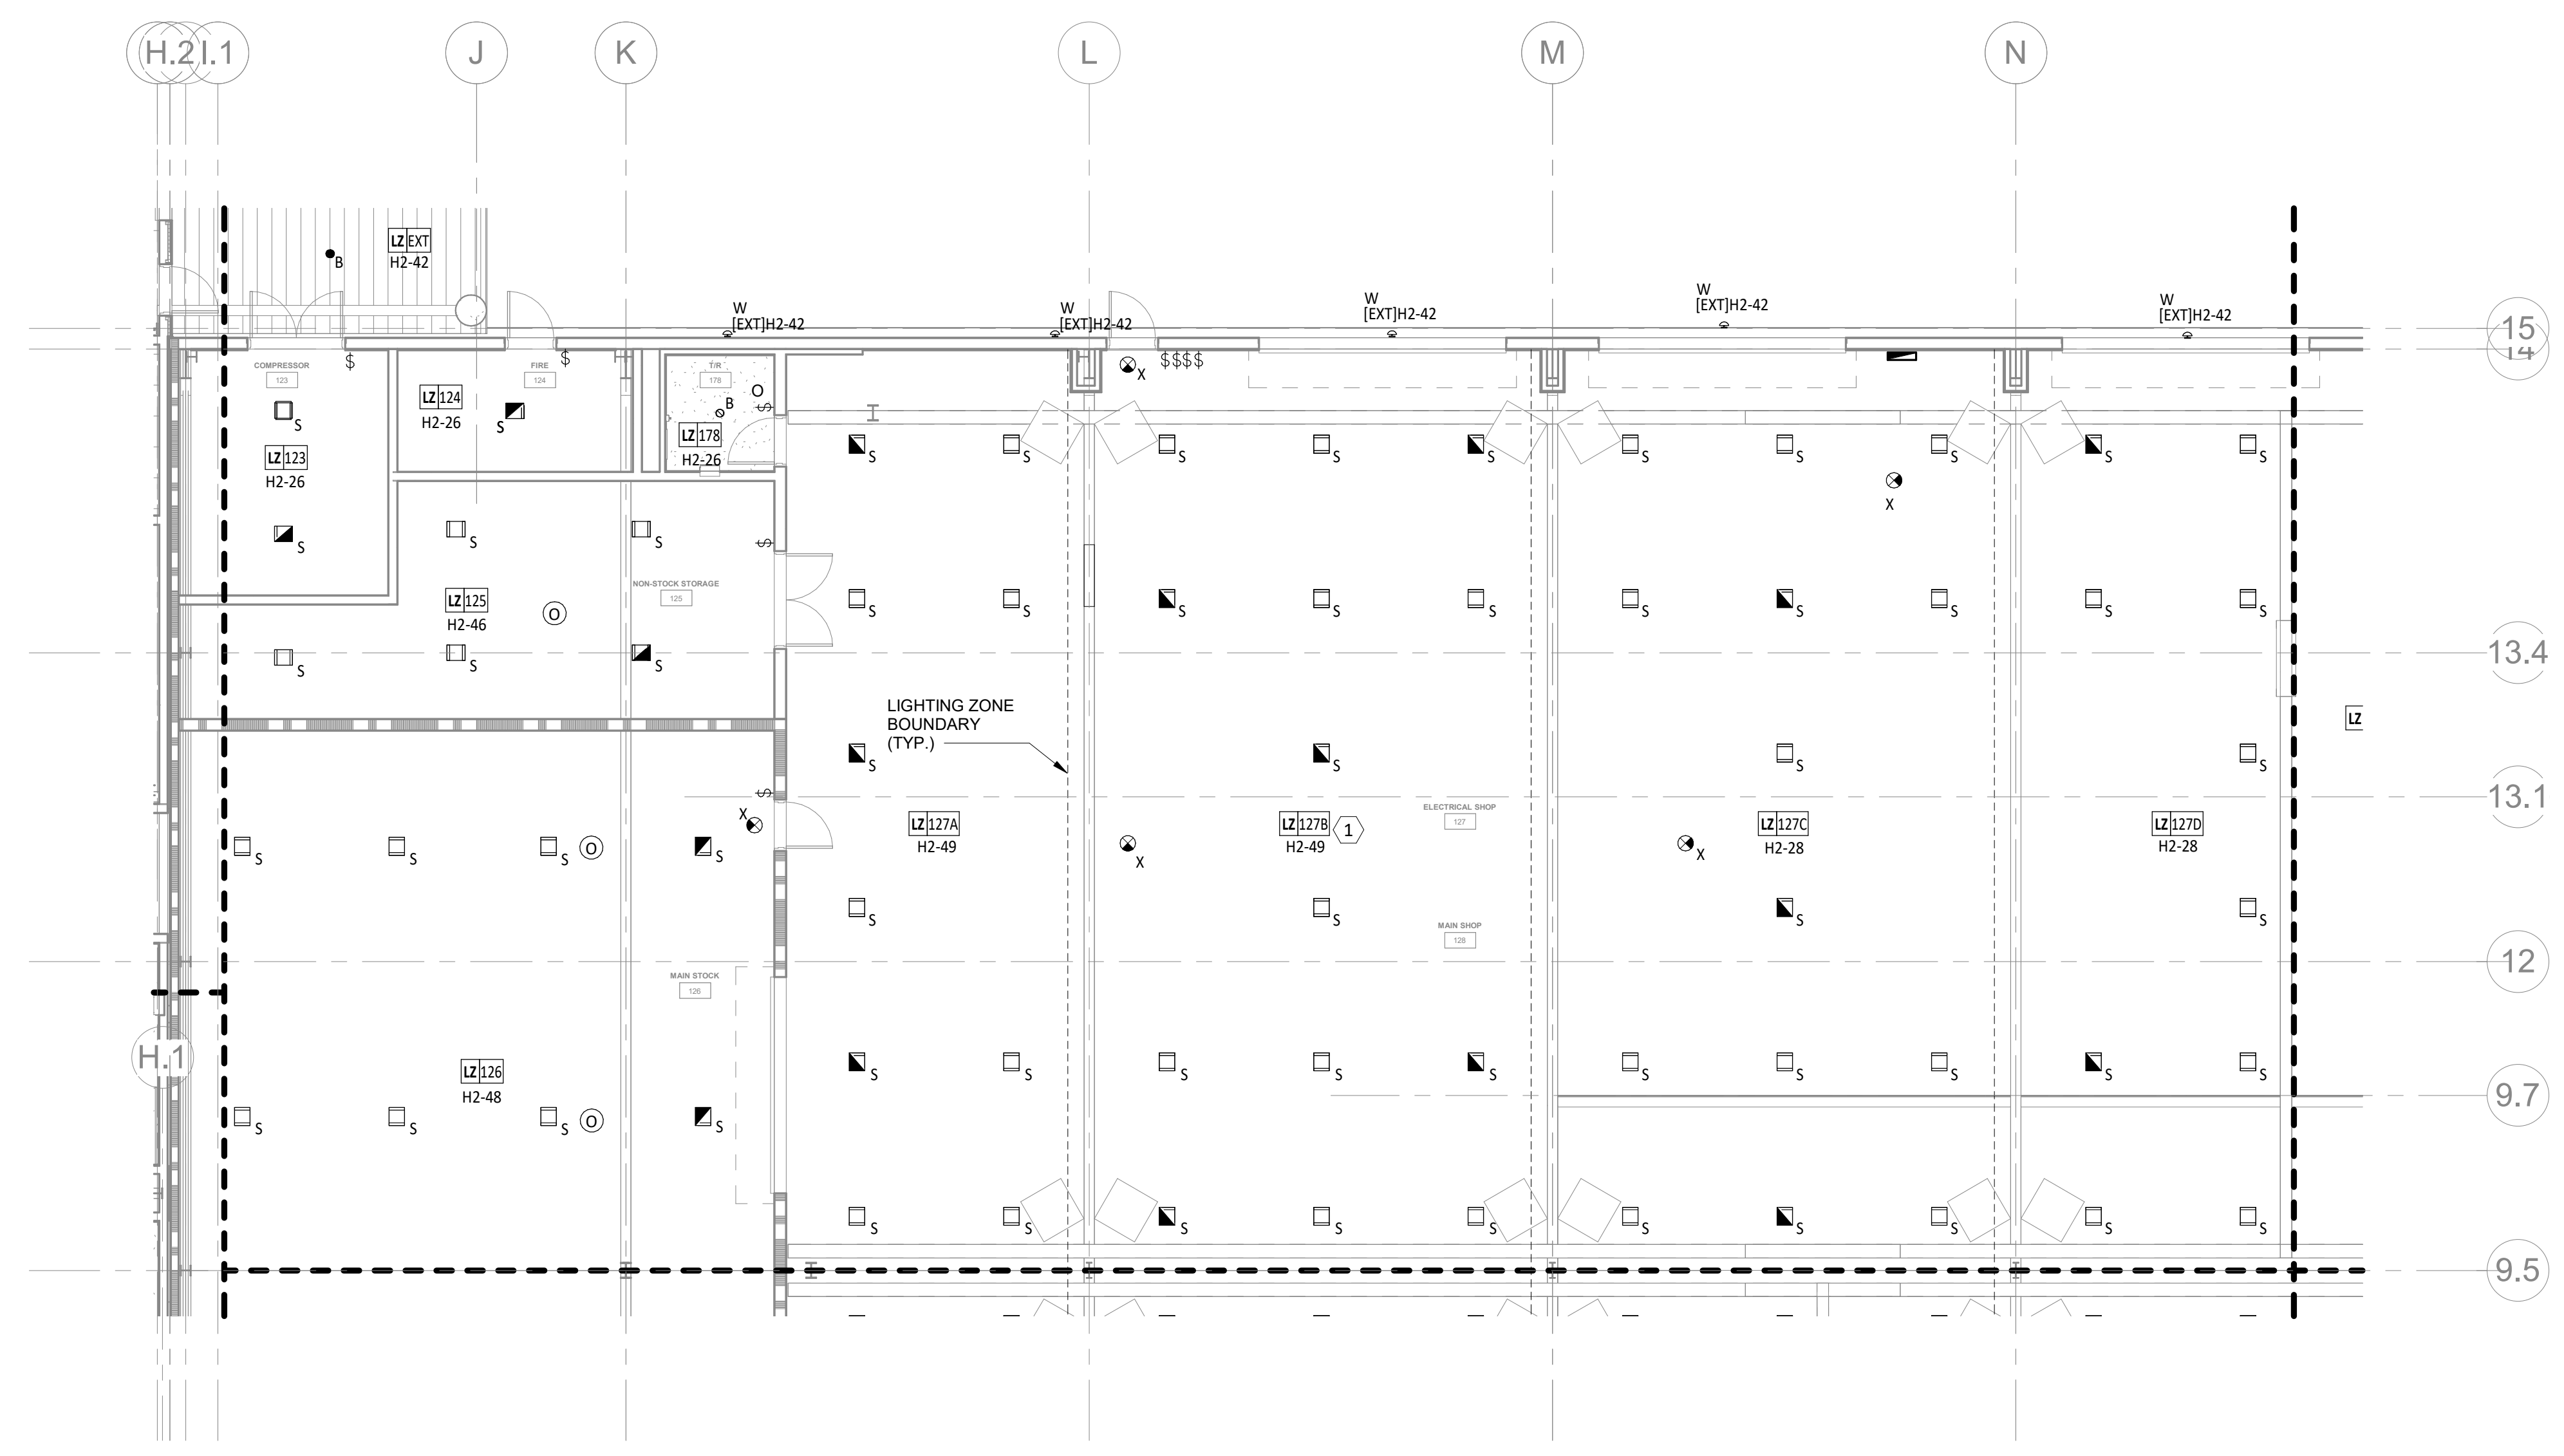 H.2 I.1 J K L M N
LZ EXT
H2-42
B
W
[EXT]H2-42
W
[EXT]H2-42
W
[EXT]H2-42
W
[EXT]H2-42
W
[EXT]H2-42
15
14
COMPRESSOR
123
$
FIRE
124
$
T/R
178
O
B
$
X
$$$$
LZ 124
H2-26
S
S
LZ 178
H2-26
LZ 123
H2-26
S S S S S S S S S S
X
S
S S
$
NON-STOCK STORAGE
125
LZ 125
H2-46
O
S S S S S S S S S S
S S S
13.4
LIGHTING ZONE
BOUNDARY
(TYP.)
LZ
S S S S
$
13.1
X
ELECTRICAL SHOP
127
LZ 127A
H2-49
LZ 127B
H2-49
1
LZ 127C
H2-28
LZ 127D
H2-28
S S S O S
X X
S S S S
MAIN SHOP
128
12
MAIN STOCK
126
H.1
LZ 126
H2-48
S S S S S S S S S S
9.7
S S S O S
S S S S S S S S S S
9.5